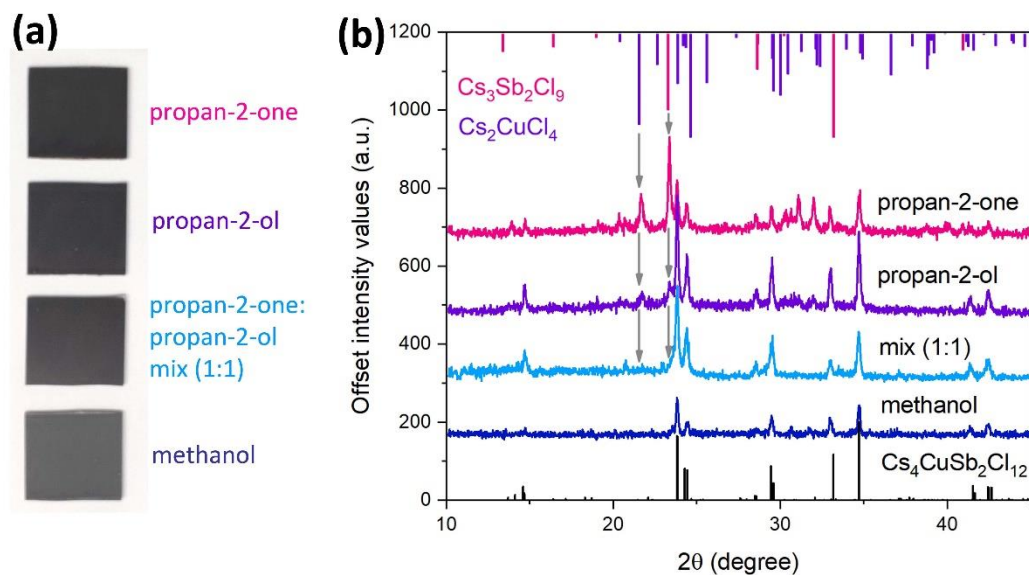 (a)
propan-2-one
propan-2-ol
propan-2-one:
propan-2-ol
mix (1:1)
methanol
(b)
1200
1000
800
600
400
200
0
Offset intensity values (a.u.)
Cs₃Sb₂Cl₉
Cs₂CuCl₄
propan-2-one
propan-2-ol
mix (1:1)
methanol
Cs₄CuSb₂Cl₁₂
10
20
30
40
2θ (degree)